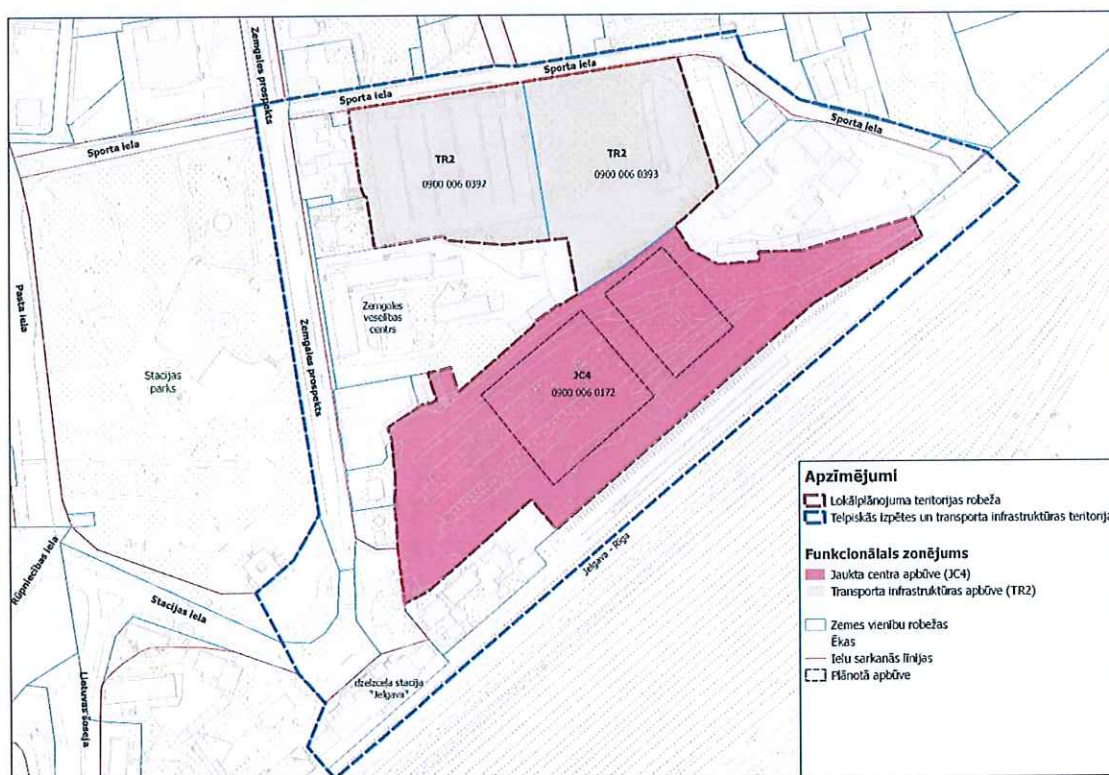 Sporta iela
Zemgales prospekts
Sporta iela
Sporta iela
Sporta iela
TR2
0900 006 0392
TR2
0900 006 0393
Pasta iela
Zemgales
veselības
centrs
Zemgales prospekts
Stacijas
parks
JC4
0900 006 0172
Jelgava - Rīga
Rūpniecības iela
Stacijas iela
Lietuvas šoseja
dzelzceļa stacija
"Jelgava"
Apzīmējumi
Lokālplānojuma teritorijas robeža
Telpiskās izpētes un transporta infrastruktūras teritorija
Funkcionālais zonējums
Jaukta centra apbūve (JC4)
Transporta infrastruktūras apbūve (TR2)
Zemes vienību robežas
Ēkas
Ielu sarkanās līnijas
Plānotā apbūve